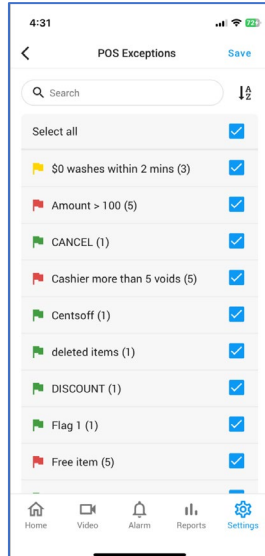 4:31
72
POS Exceptions
Save
Search
Select all
$0 washes within 2 mins (3)
Amount > 100 (5)
CANCEL (1)
Cashier more than 5 voids (5)
Centsoff (1)
deleted items (1)
DISCOUNT (1)
Flag 1 (1)
Free item (5)
Home Video Alarm Reports Settings